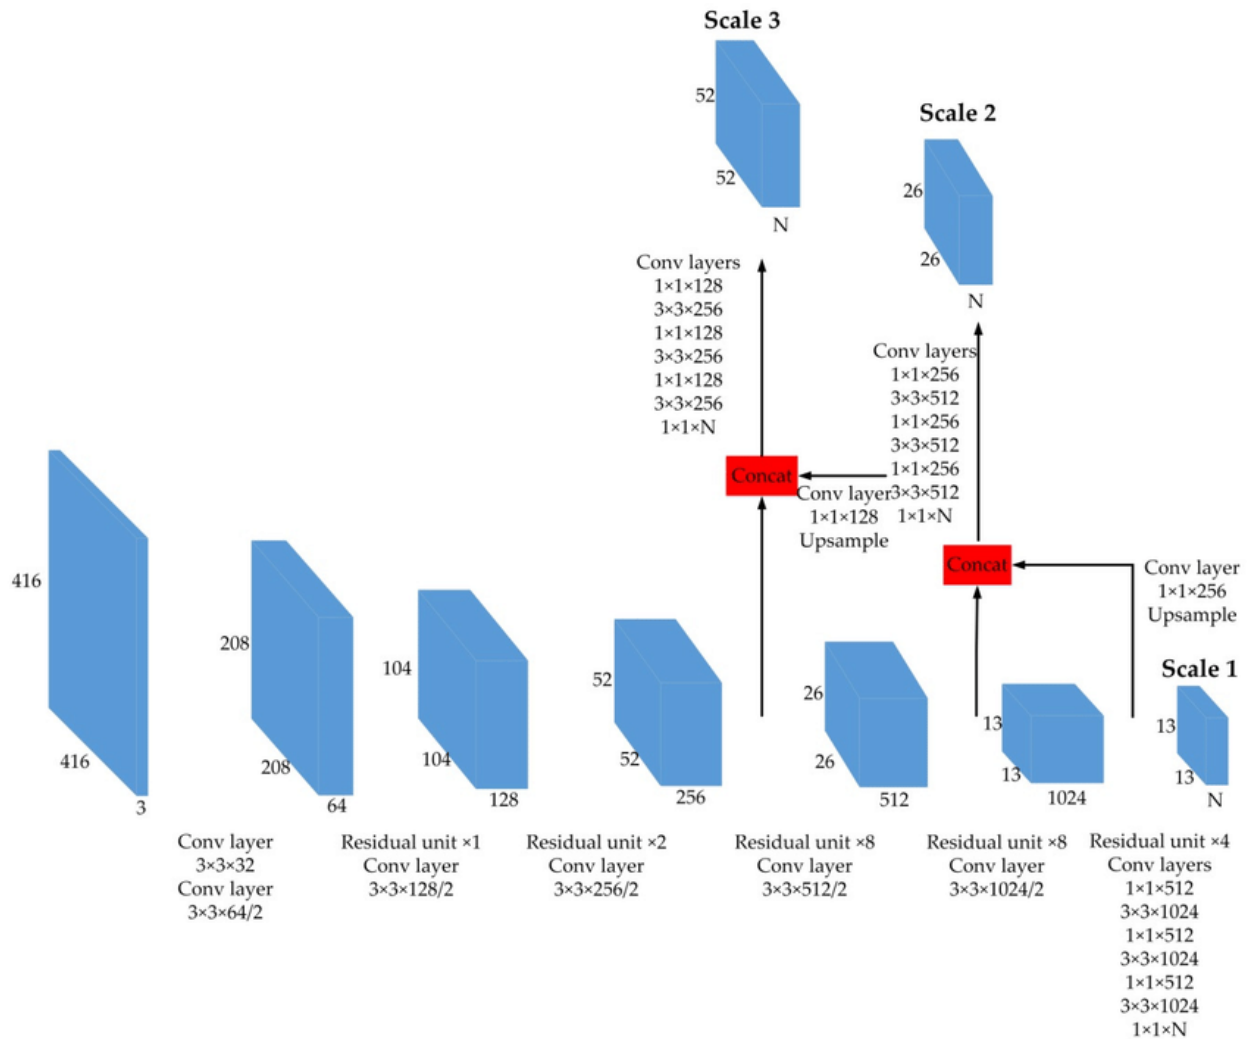 Scale 3
52
52
N
Scale 2
26
26
N
Conv layers
1×1×128
3×3×256
1×1×128
3×3×256
1×1×128
3×3×256
1×1×N
Conv layers
1×1×256
3×3×512
1×1×256
3×3×512
1×1×256
3×3×512
1×1×N
Concat
Conv layer
1×1×128
Upsample
Concat
Conv layer
1×1×256
Upsample
416
416
3
208
208
64
104
104
128
52
52
256
26
26
512
13
13
1024
Scale 1
13
13
N
Conv layer
3×3×32
Conv layer
3×3×64/2
Residual unit ×1
Conv layer
3×3×128/2
Residual unit ×2
Conv layer
3×3×256/2
Residual unit ×8
Conv layer
3×3×512/2
Residual unit ×8
Conv layer
3×3×1024/2
Residual unit ×4
Conv layers
1×1×512
3×3×1024
1×1×512
3×3×1024
1×1×512
3×3×1024
1×1×N